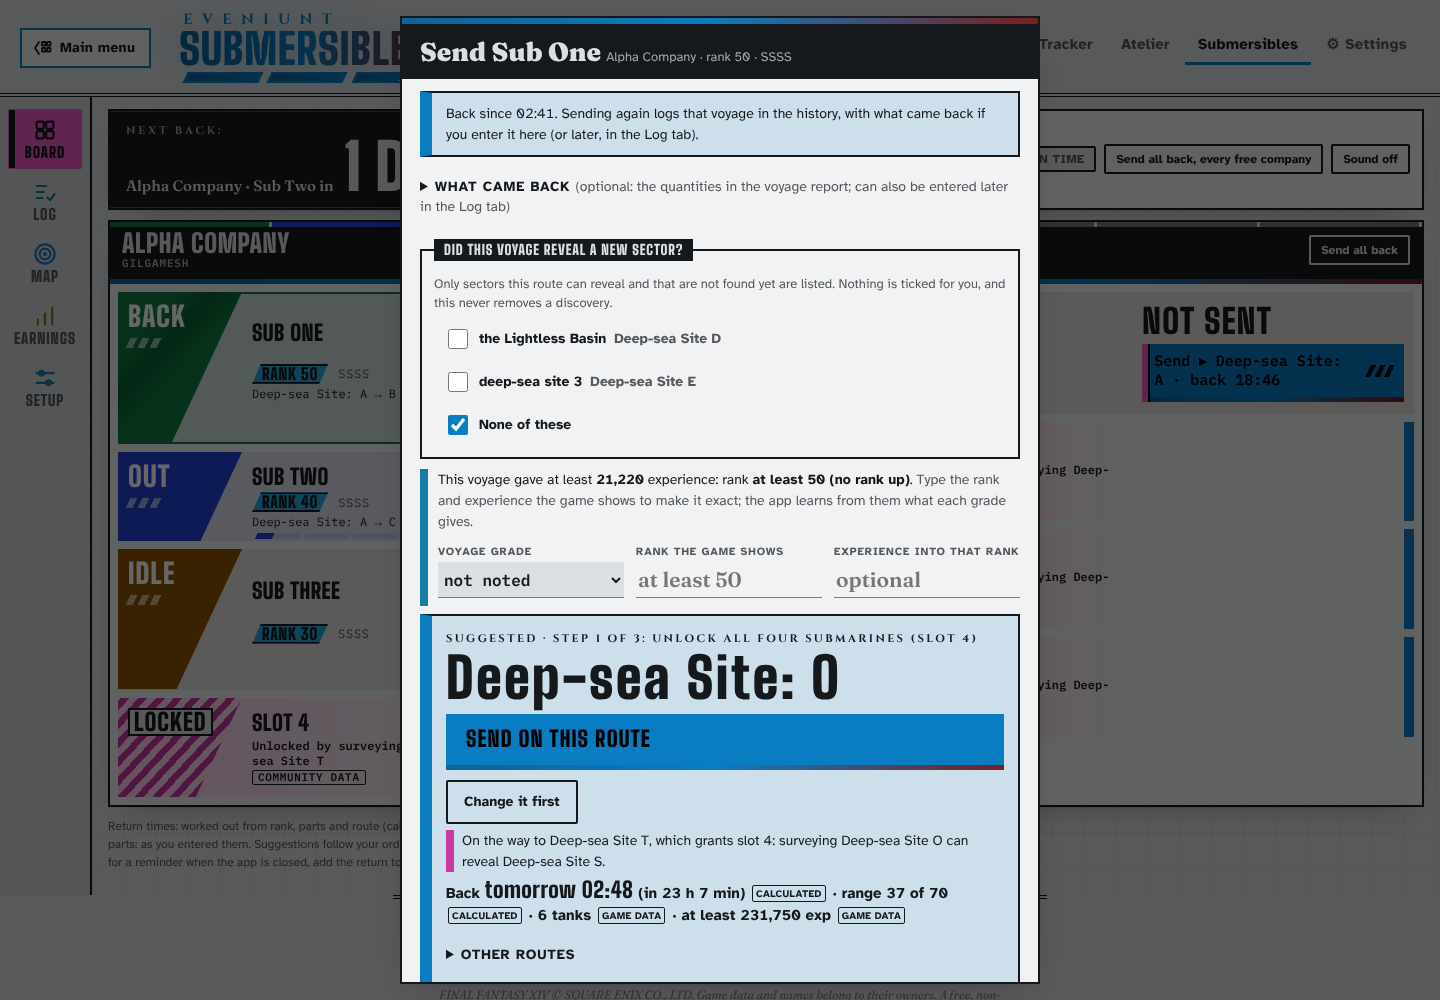 Main menu
EVENIUNT
SUBMERSIBLE
Tracker
Atelier
Submersibles
⚙ Settings
BOARD
LOG
MAP
EARNINGS
SETUP
NEXT BACK:
Alpha Company · Sub Two in 1 D
N TIME
Send all back, every free company
Sound off
ALPHA COMPANY
GILGAMESH
Send all back
BACK
SUB ONE
RANK 50 SSSS
Deep-sea Site: A → B
OUT
SUB TWO
RANK 40 SSSS
Deep-sea Site: A → C
IDLE
SUB THREE
RANK 30 SSSS
LOCKED
SLOT 4
Unlocked by surveying
sea Site T
COMMUNITY DATA
NOT SENT
Send ▶ Deep-sea Site:
A · back 18:46
ying Deep-
ying Deep-
ying Deep-
Return times: worked out from rank, parts and route (cal
parts: as you entered them. Suggestions follow your ord
for a reminder when the app is closed, add the return to
Send Sub One Alpha Company · rank 50 · SSSS
Back since 02:41. Sending again logs that voyage in the history, with what came back if
you enter it here (or later, in the Log tab).
▶ WHAT CAME BACK (optional: the quantities in the voyage report; can also be entered later
in the Log tab)
DID THIS VOYAGE REVEAL A NEW SECTOR?
Only sectors this route can reveal and that are not found yet are listed. Nothing is ticked for you, and
this never removes a discovery.
the Lightless Basin Deep-sea Site D
deep-sea site 3 Deep-sea Site E
None of these
This voyage gave at least 21,220 experience: rank at least 50 (no rank up). Type the rank
and experience the game shows to make it exact; the app learns from them what each grade
gives.
VOYAGE GRADE
RANK THE GAME SHOWS
EXPERIENCE INTO THAT RANK
not noted
at least 50
optional
SUGGESTED · STEP 1 OF 3: UNLOCK ALL FOUR SUBMARINES (SLOT 4)
Deep-sea Site: O
SEND ON THIS ROUTE
Change it first
On the way to Deep-sea Site T, which grants slot 4: surveying Deep-sea Site O can
reveal Deep-sea Site S.
Back tomorrow 02:48 (in 23 h 7 min) CALCULATED · range 37 of 70
CALCULATED · 6 tanks GAME DATA · at least 231,750 exp GAME DATA
▶ OTHER ROUTES
FINAL FANTASY XIV © SQUARE ENIX CO., LTD. Game data and names belong to their owners. A free, non-